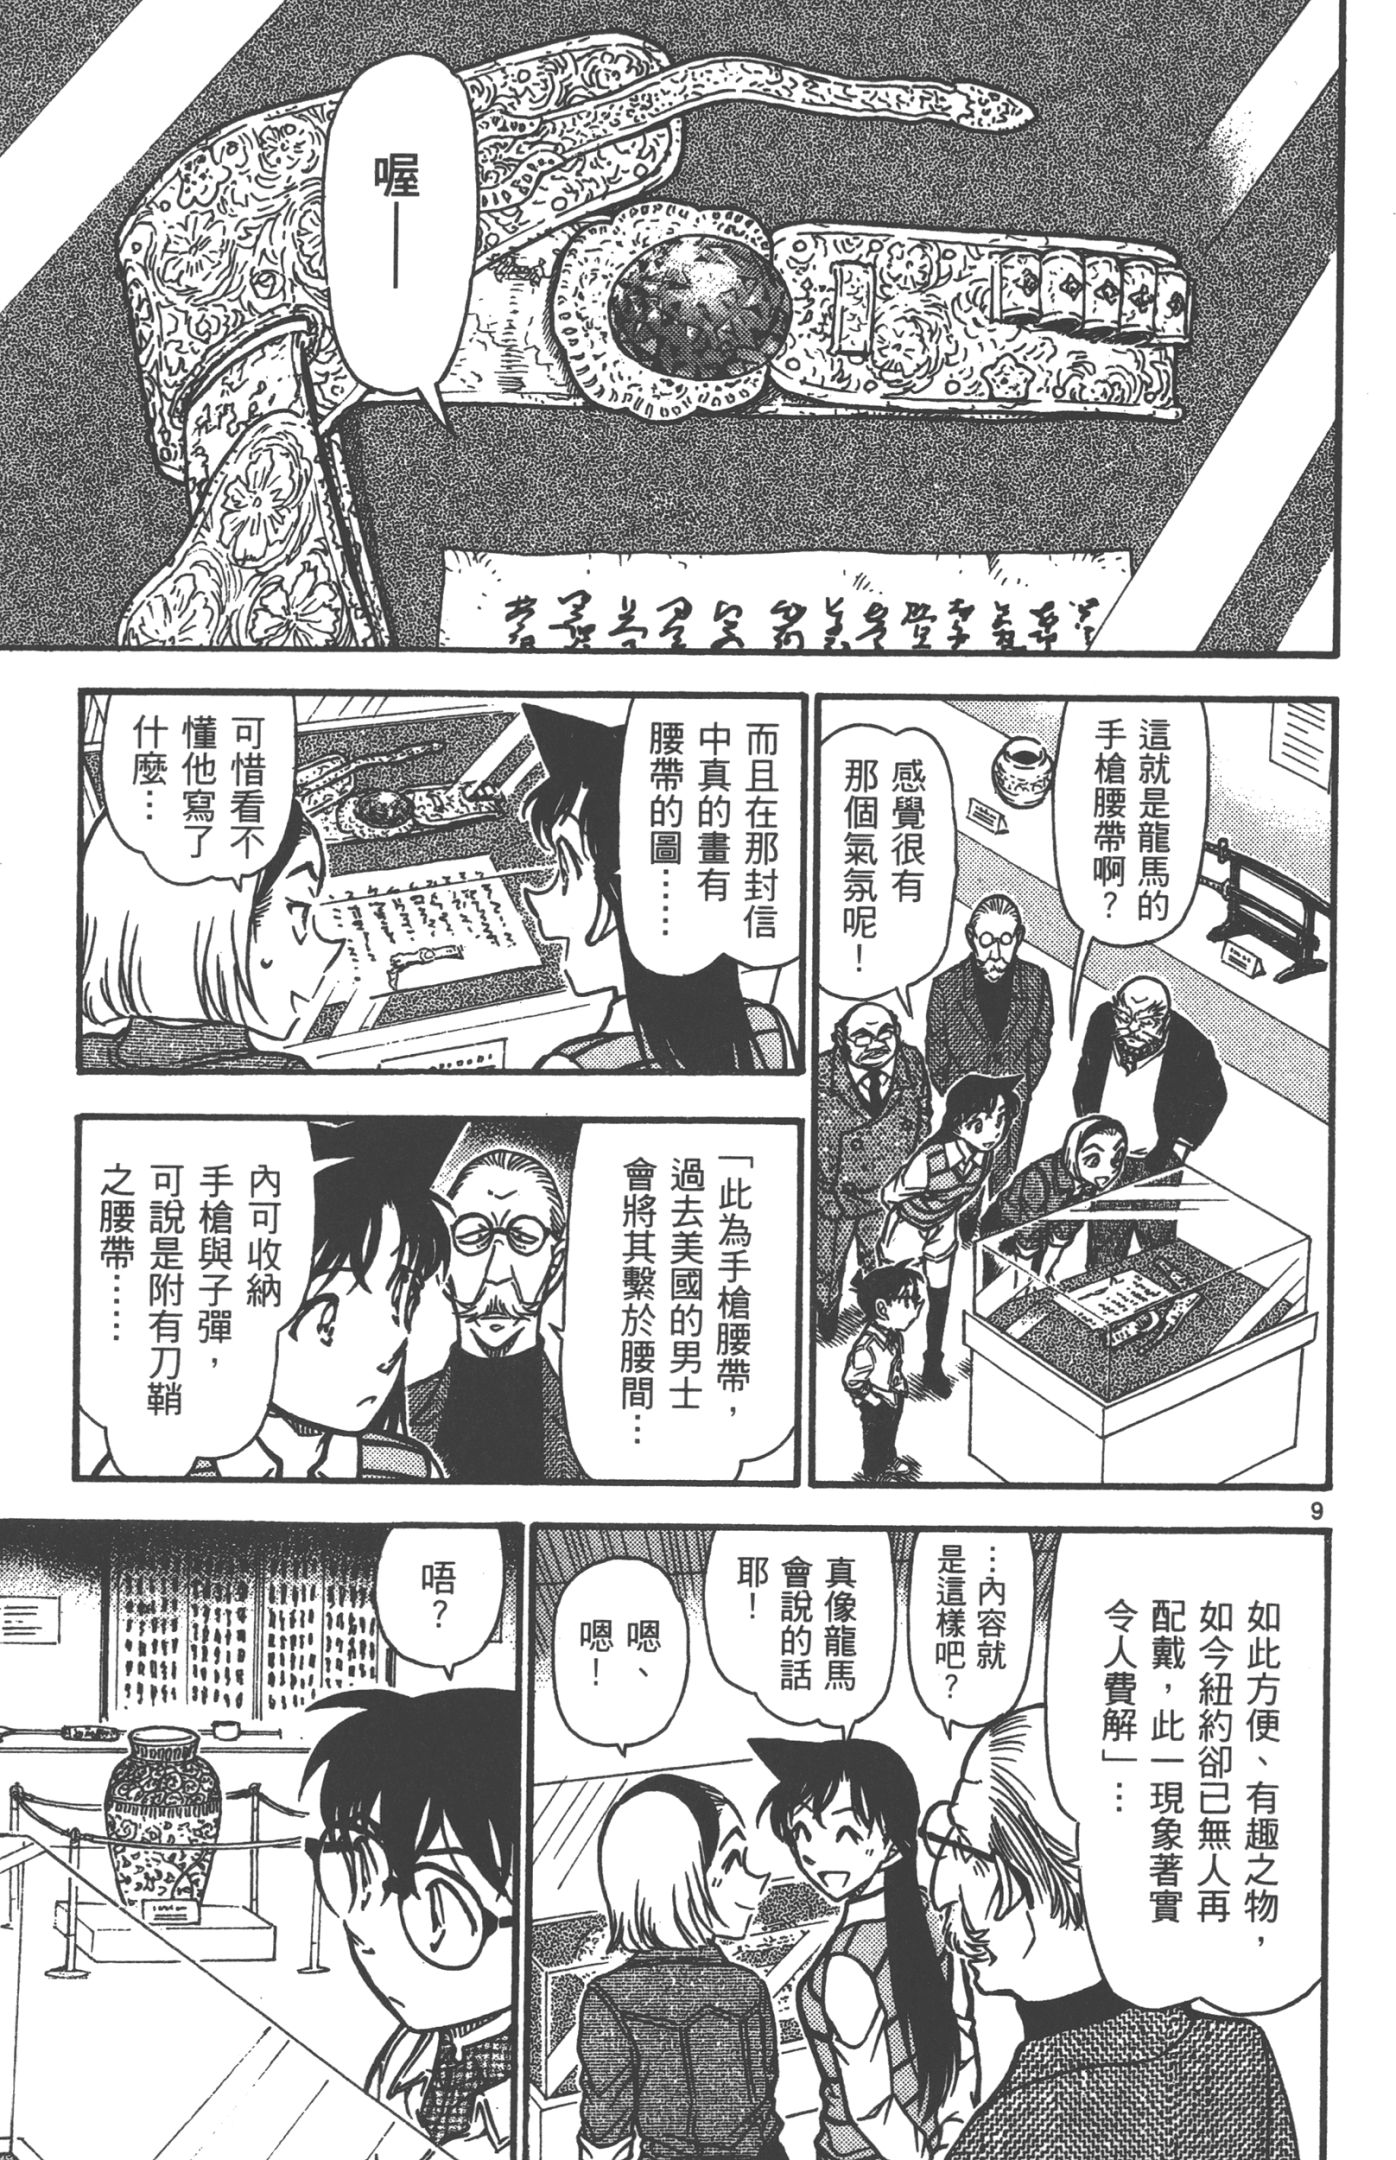 喔——
這就是龍馬的
手槍腰帶啊？
感覺很有
那個氣氛呢！
而且在那封信
中真的畫有
腰帶的圖……
可惜看不
懂他寫了
什麼…
「此為手槍腰帶，
過去美國的男士
會將其繫於腰間…
內可收納
手槍與子彈，
可說是附有刀鞘
之腰帶……
9
如此方便、有趣之物，
如今紐約卻已無人再
配戴，此一現象著實
令人費解」…
…內容就
是這樣吧？
真像龍馬
會說的話
耶！
嗯、
嗯！
唔？